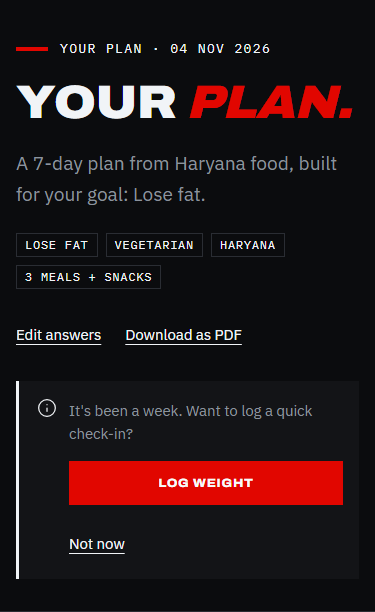 YOUR PLAN · 04 NOV 2026
YOUR PLAN.
A 7-day plan from Haryana food, built
for your goal: Lose fat.
LOSE FAT VEGETARIAN HARYANA
3 MEALS + SNACKS
Edit answers Download as PDF
It's been a week. Want to log a quick
check-in?
LOG WEIGHT
Not now